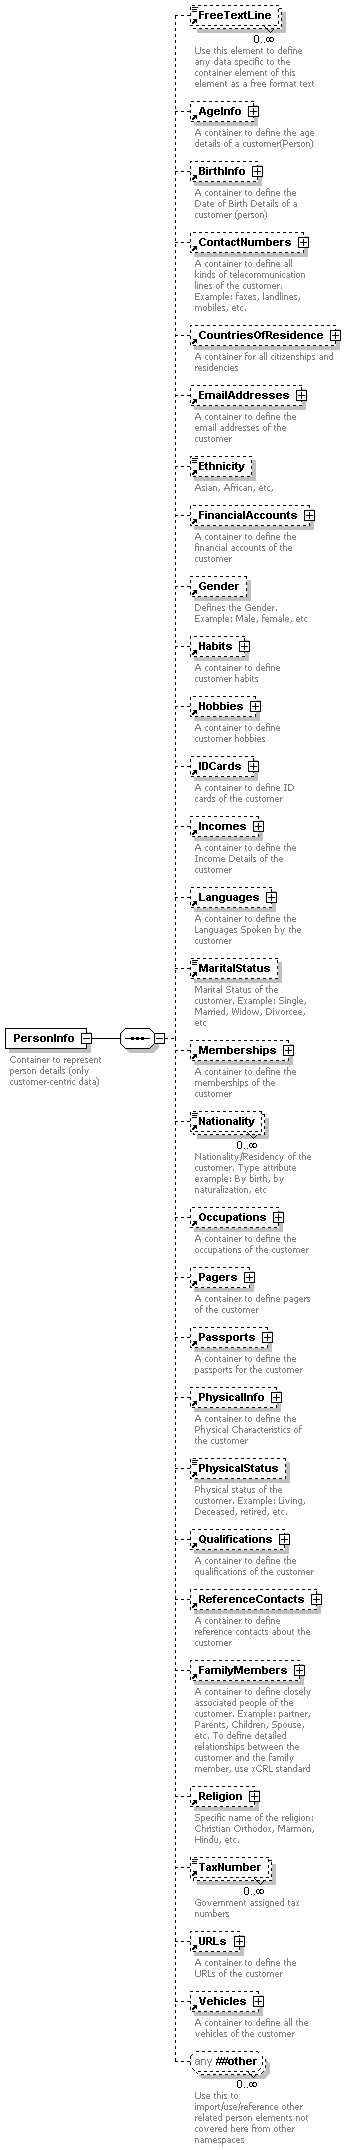 FreeTextLine
0..∞
Use this element to define
any data specific to the
container element of this
element as a free format text
AgeInfo
A container to define the age
details of a customer(Person)
BirthInfo
A container to define the
Date of Birth Details of a
customer (person)
ContactNumbers
A container to define all
kinds of telecommunication
lines of the customer.
Example: faxes, landlines,
mobiles, etc.
CountriesOfResidence
A container for all citizenships and
residencies
EmailAddresses
A container to define the
email addresses of the
customer
Ethnicity
Asian, African, etc,
FinancialAccounts
A container to define the
financial accounts of the
customer
Gender
Defines the Gender.
Example: Male, female, etc
Habits
A container to define
customer habits
Hobbies
A container to define
customer hobbies
IDCards
A container to define ID
cards of the customer
Incomes
A container to define the
Income Details of the
customer
Languages
A container to define the
Languages Spoken by the
customer
MaritalStatus
Marital Status of the
customer. Example: Single,
Married, Widow, Divorcee,
etc
PersonInfo
Container to represent
person details (only
customer-centric data)
Memberships
A container to define the
memberships of the
customer
Nationality
0..∞
Nationality/Residency of the
customer. Type attribute
example: By birth, by
naturalization, etc
Occupations
A container to define the
occupations of the customer
Pagers
A container to define pagers
of the customer
Passports
A container to define the
passports for the customer
PhysicalInfo
A container to define the
Physical Characteristics of
the customer
PhysicalStatus
Physical status of the
customer. Example: Living,
Deceased, retired, etc.
Qualifications
A container to define the
qualifications of the customer
ReferenceContacts
A container to define
reference contacts about the
customer
FamilyMembers
A container to define closely
associated people of the
customer. Example: partner,
Parents, Children, Spouse,
etc. To define detailed
relationships between the
customer and the family
member, use xCRL standard
Religion
Specific name of the religion:
Christian Orthodox, Marmon,
Hindu, etc.
TaxNumber
0..∞
Government assigned tax
numbers
URLs
A container to define the
URLs of the customer
Vehicles
A container to define all the
vehicles of the customer
any ##other
0..∞
Use this to
import/use/reference other
related person elements not
covered here from other
namespaces